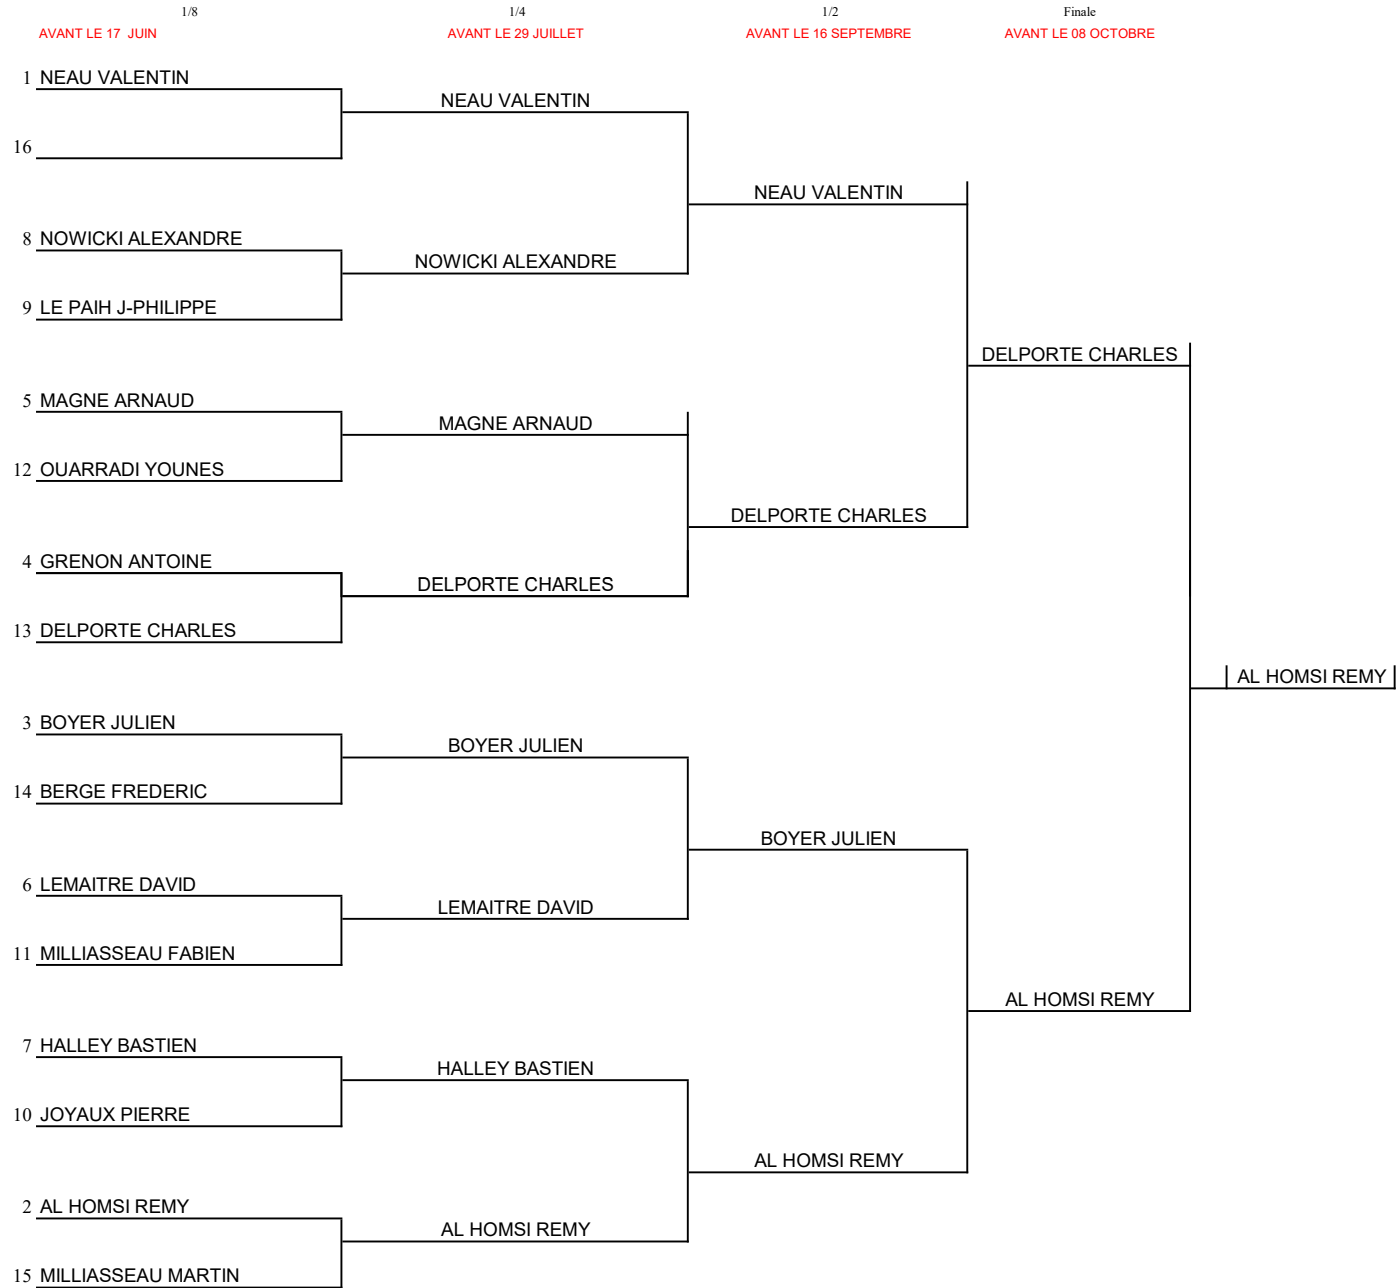 1/8 1/4 1/2 Finale
AVANT LE 17 JUIN AVANT LE 29 JUILLET AVANT LE 16 SEPTEMBRE AVANT LE 08 OCTOBRE
1 NEAU VALENTIN
NEAU VALENTIN
16
NEAU VALENTIN
8 NOWICKI ALEXANDRE
NOWICKI ALEXANDRE
9 LE PAIH J-PHILIPPE
DELPORTE CHARLES
5 MAGNE ARNAUD
MAGNE ARNAUD
12 OUARRADI YOUNES
DELPORTE CHARLES
4 GRENON ANTOINE
DELPORTE CHARLES
13 DELPORTE CHARLES
AL HOMSI REMY
3 BOYER JULIEN
BOYER JULIEN
14 BERGE FREDERIC
BOYER JULIEN
6 LEMAITRE DAVID
LEMAITRE DAVID
11 MILLIASSEAU FABIEN
AL HOMSI REMY
7 HALLEY BASTIEN
HALLEY BASTIEN
10 JOYAUX PIERRE
AL HOMSI REMY
2 AL HOMSI REMY
AL HOMSI REMY
15 MILLIASSEAU MARTIN